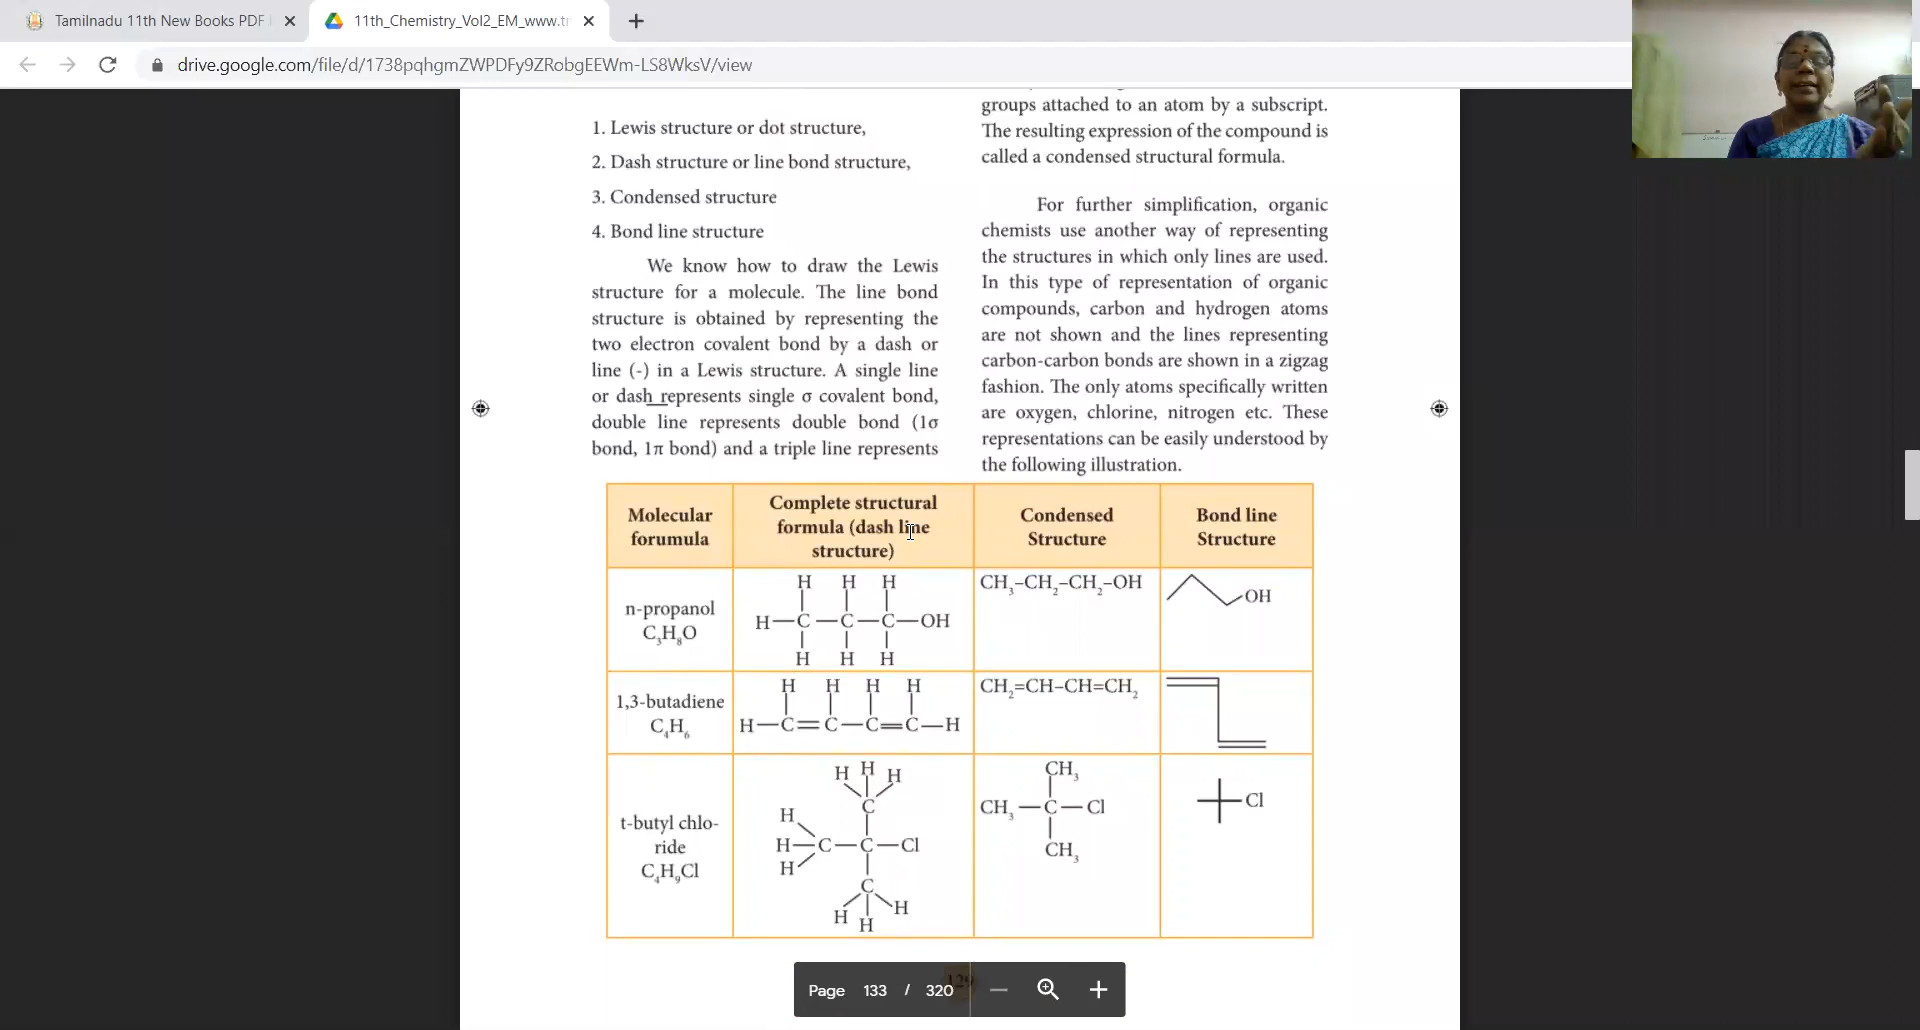 Tamilnadu 11th New Books PDF
11th_Chemistry_Vol2_EM_www.tr
drive.google.com/file/d/1738pqhgmZWPDFy9ZRobgEEWm-LS8WksV/view
1. Lewis structure or dot structure,
2. Dash structure or line bond structure,
3. Condensed structure
4. Bond line structure
We know how to draw the Lewis
structure for a molecule. The line bond
structure is obtained by representing the
two electron covalent bond by a dash or
line (-) in a Lewis structure. A single line
or dash represents single σ covalent bond,
double line represents double bond (1σ
bond, 1π bond) and a triple line represents
groups attached to an atom by a subscript.
The resulting expression of the compound is
called a condensed structural formula.
For further simplification, organic
chemists use another way of representing
the structures in which only lines are used.
In this type of representation of organic
compounds, carbon and hydrogen atoms
are not shown and the lines representing
carbon-carbon bonds are shown in a zigzag
fashion. The only atoms specifically written
are oxygen, chlorine, nitrogen etc. These
representations can be easily understood by
the following illustration.
Molecular
forumula
Complete structural
formula (dash line
structure)
Condensed
Structure
Bond line
Structure
n-propanol
C₃H₈O
H H H
H—C—C—C—OH
H H H
CH₃–CH₂–CH₂–OH
OH
1,3-butadiene
C₄H₆
H H H H
H—C=C—C=C—H
CH₂=CH–CH=CH₂
t-butyl chlo-
ride
C₄H₉Cl
H H H
C
H
H—C—C—Cl
H
C
H H H
CH₃
CH₃—C—Cl
CH₃
Cl
129
Page 133 / 320